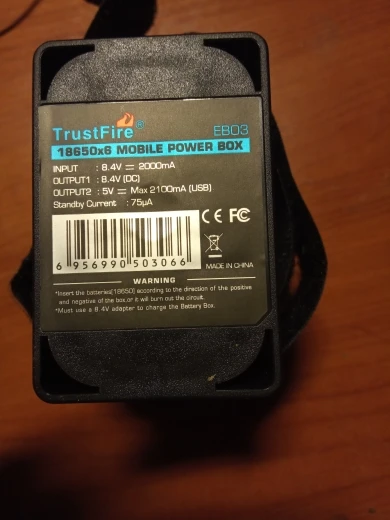 TrustFire®
EB03
18650x6 MOBILE POWER BOX
INPUT : 8.4V ⎓ 2000mA
OUTPUT1 : 8.4V (DC)
OUTPUT2 : 5V ⎓ Max 2100mA (USB)
Standby Current : 75μA
CE FC
6 956990 503066
MADE IN CHINA
WARNING
*Insert the batteries(18650) according to the direction of the positive
and negative of the box,or it will burn out the circuit.
*Must use a 8.4V adapter to charge the Battery Box.